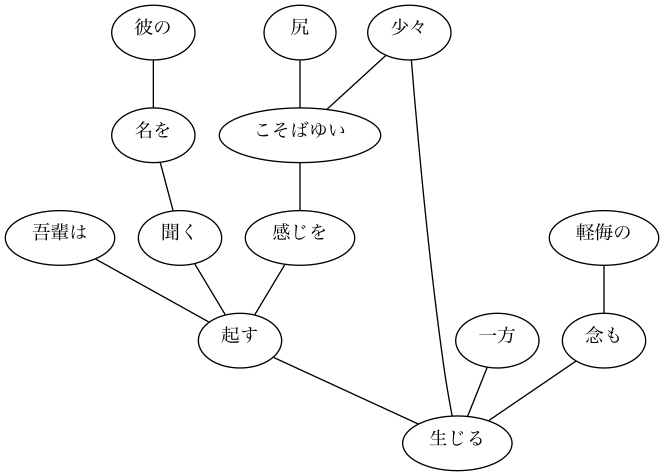 彼の
尻
少々
名を
こそばゆい
吾輩は
聞く
感じを
軽侮の
起す
一方
念も
生じる